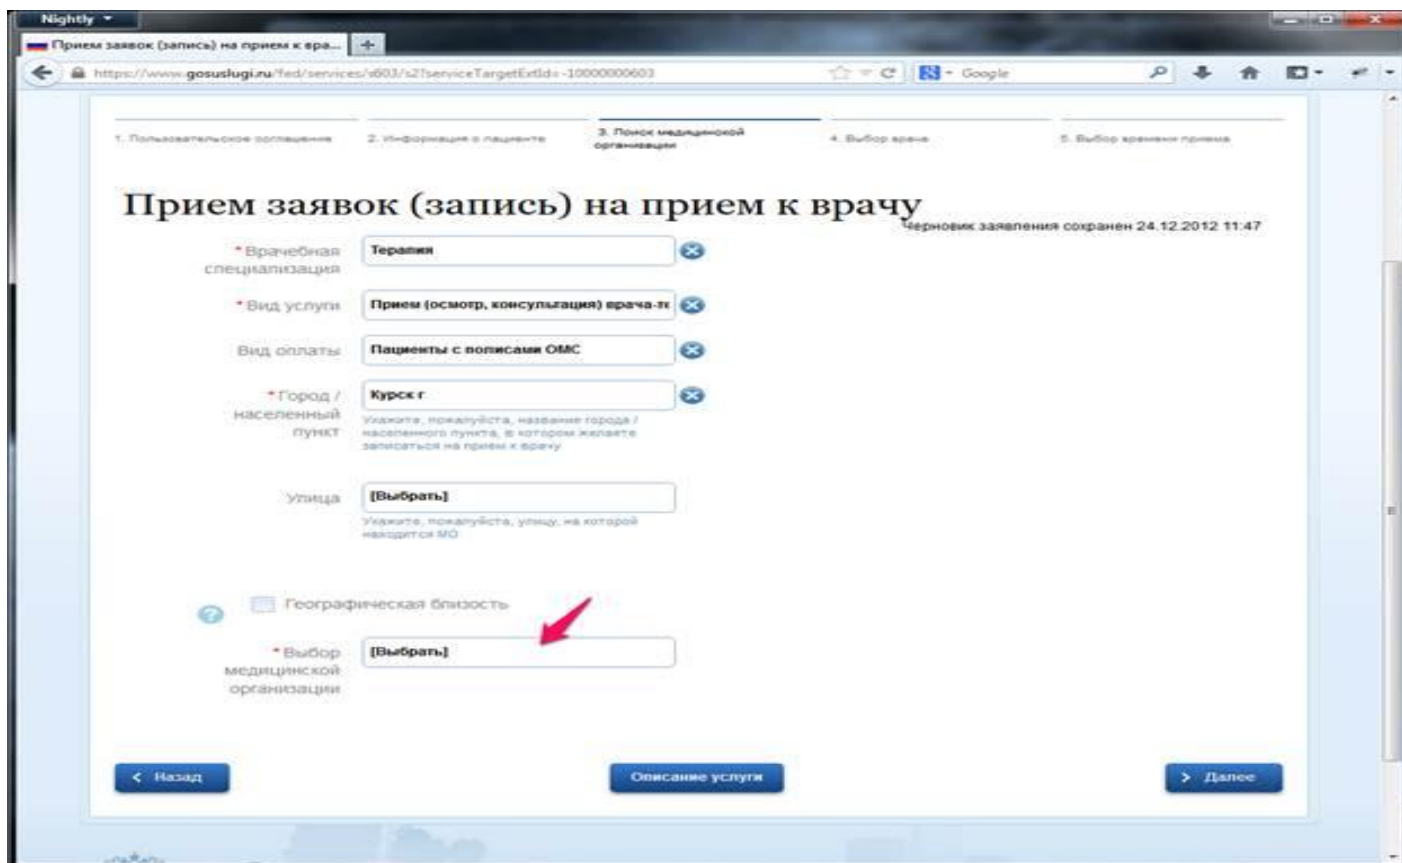 Nightly
Прием заявок (запись) на прием к вра...
https://www.gosuslugi.ru/fed/services/s603/s2?serviceTargetExtId=-10000000603
Google
1. Пользовательское соглашение
2. Информация о пациенте
3. Поиск медицинской
организации
4. Выбор врача
5. Выбор времени приема
Прием заявок (запись) на прием к врачу
Черновик заявления сохранен 24.12.2012 11:47
*Врачебная
специализация
Терапия
*Вид услуги
Прием (осмотр, консультация) врача-те
Вид оплаты
Пациенты с полисами ОМС
*Город /
населенный
пункт
Курск г
Укажите, пожалуйста, название города /
населенного пункта, в котором желаете
записаться на прием к врачу
Улица
[Выбрать]
Укажите, пожалуйста, улицу, на которой
находится МО
Географическая близость
*Выбор
медицинской
организации
[Выбрать]
Назад
Описание услуги
Далее